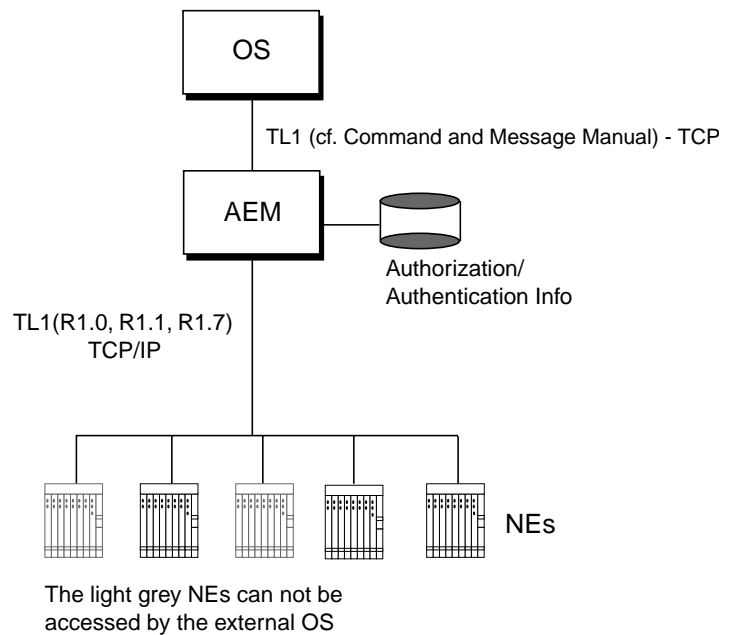 OS
TL1 (cf. Command and Message Manual) - TCP
AEM
Authorization/
Authentication Info
TL1(R1.0, R1.1, R1.7)
TCP/IP
NEs
The light grey NEs can not be
accessed by the external OS